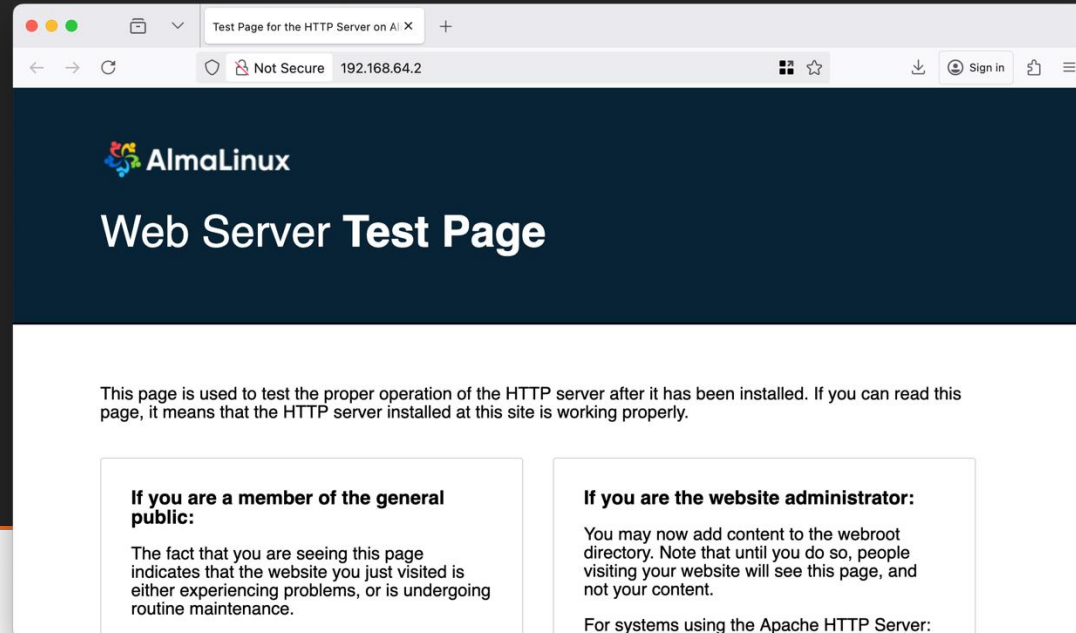 Test Page for the HTTP Server on Al
Not Secure 192.168.64.2
Sign in
AlmaLinux
Web Server Test Page
This page is used to test the proper operation of the HTTP server after it has been installed. If you can read this
page, it means that the HTTP server installed at this site is working properly.
If you are a member of the general
public:
The fact that you are seeing this page
indicates that the website you just visited is
either experiencing problems, or is undergoing
routine maintenance.
If you are the website administrator:
You may now add content to the webroot
directory. Note that until you do so, people
visiting your website will see this page, and
not your content.
For systems using the Apache HTTP Server: